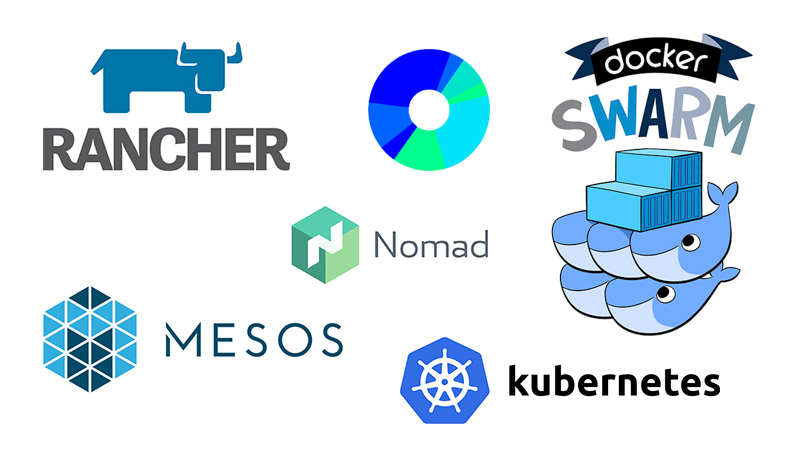 RANCHER
docker
SWARM
Nomad
MESOS
kubernetes